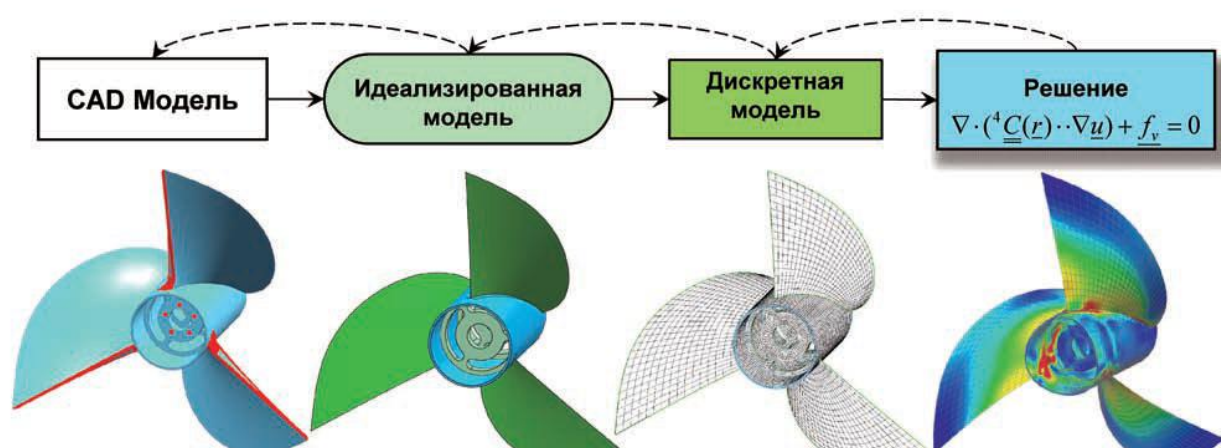 CAD Модель
Идеализированная
модель
Дискретная
модель
Решение
∇·(⁴C(r)··∇u)+f_v=0